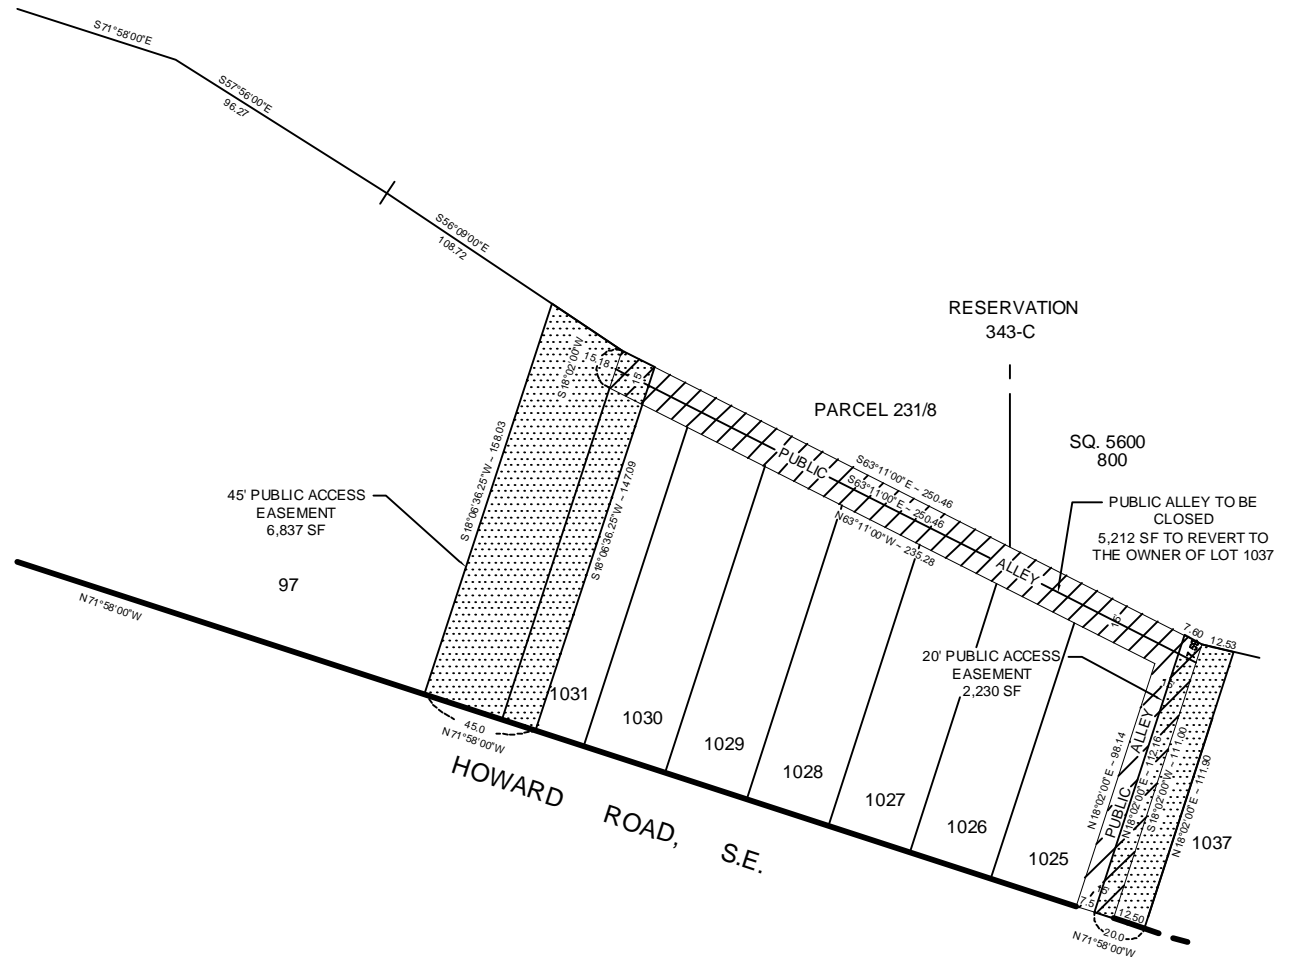 S71°58'00"E
S57°56'00"E
96.27
S56°09'00"E
108.72
RESERVATION
343-C
PARCEL 231/8
SQ. 5600
800
S18°02'00"W
15.18
15'
S18°06'36.25"W ~ 158.03
S18°06'36.25"W ~ 147.09
45' PUBLIC ACCESS
EASEMENT
6,837 SF
97
N71°58'00"W
PUBLIC
ALLEY
S63°11'00"E ~ 250.46
S63°11'00"E ~ 250.46
N63°11'00"W ~ 235.28
PUBLIC ALLEY TO BE
CLOSED
5,212 SF TO REVERT TO
THE OWNER OF LOT 1037
15'
7.60
12.53
20' PUBLIC ACCESS
EASEMENT
2,230 SF
1031
1030
1029
1028
1027
1026
1025
1037
PUBLIC
ALLEY
N18°02'00"E ~ 98.14
N18°02'00"E ~ 112.16
S18°02'00"W ~ 111.00
N18°02'00"E ~ 111.90
45.0
N71°58'00"W
HOWARD ROAD, S.E.
7.5
12.50
20.0
N71°58'00"W